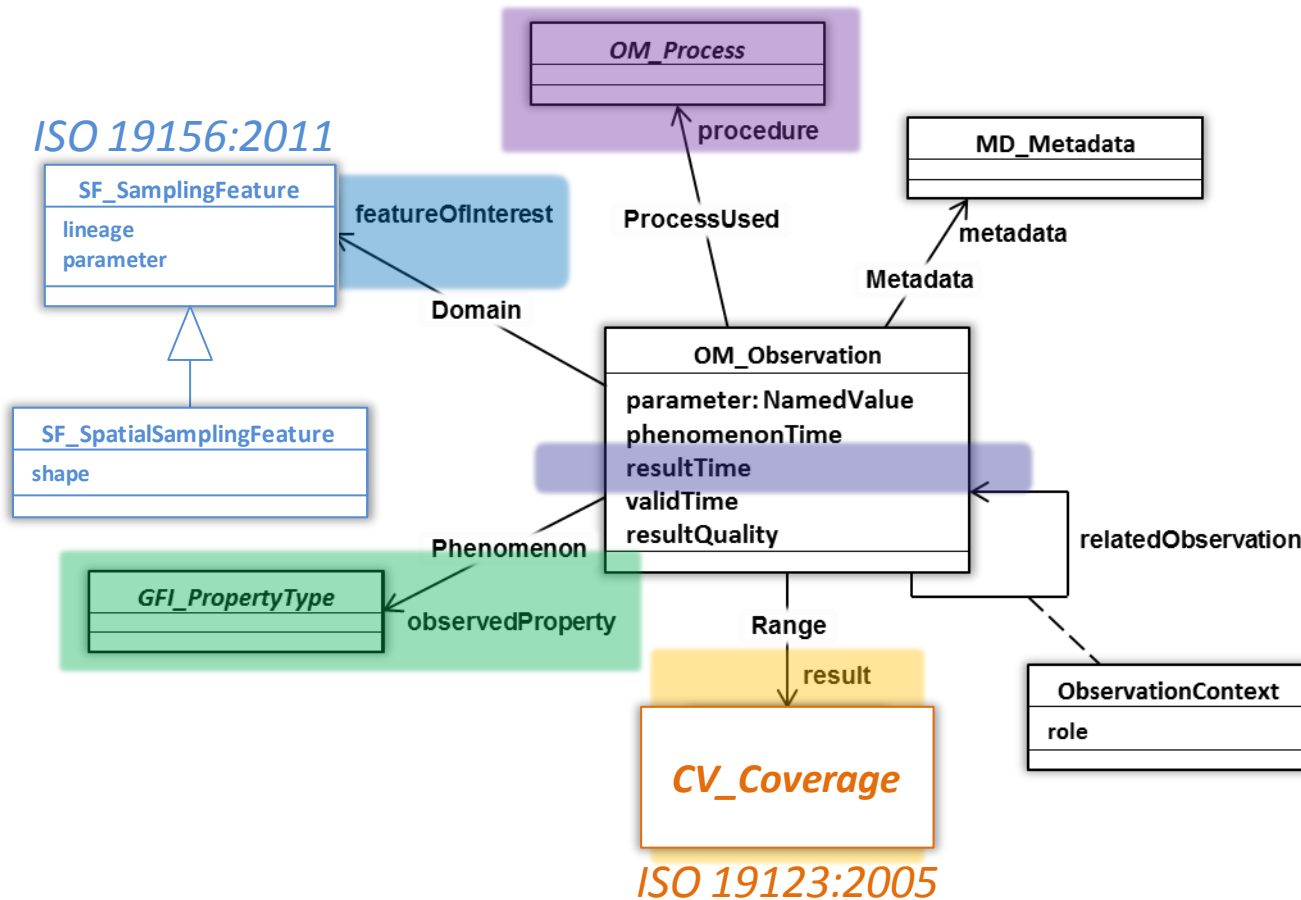 OM_Process
procedure
ISO 19156:2011
SF_SamplingFeature
lineage
parameter
featureOfInterest
MD_Metadata
ProcessUsed
metadata
Metadata
Domain
OM_Observation
parameter: NamedValue
phenomenonTime
resultTime
validTime
resultQuality
SF_SpatialSamplingFeature
shape
Phenomenon
GFI_PropertyType
observedProperty
relatedObservation
Range
result
ObservationContext
role
CV_Coverage
ISO 19123:2005